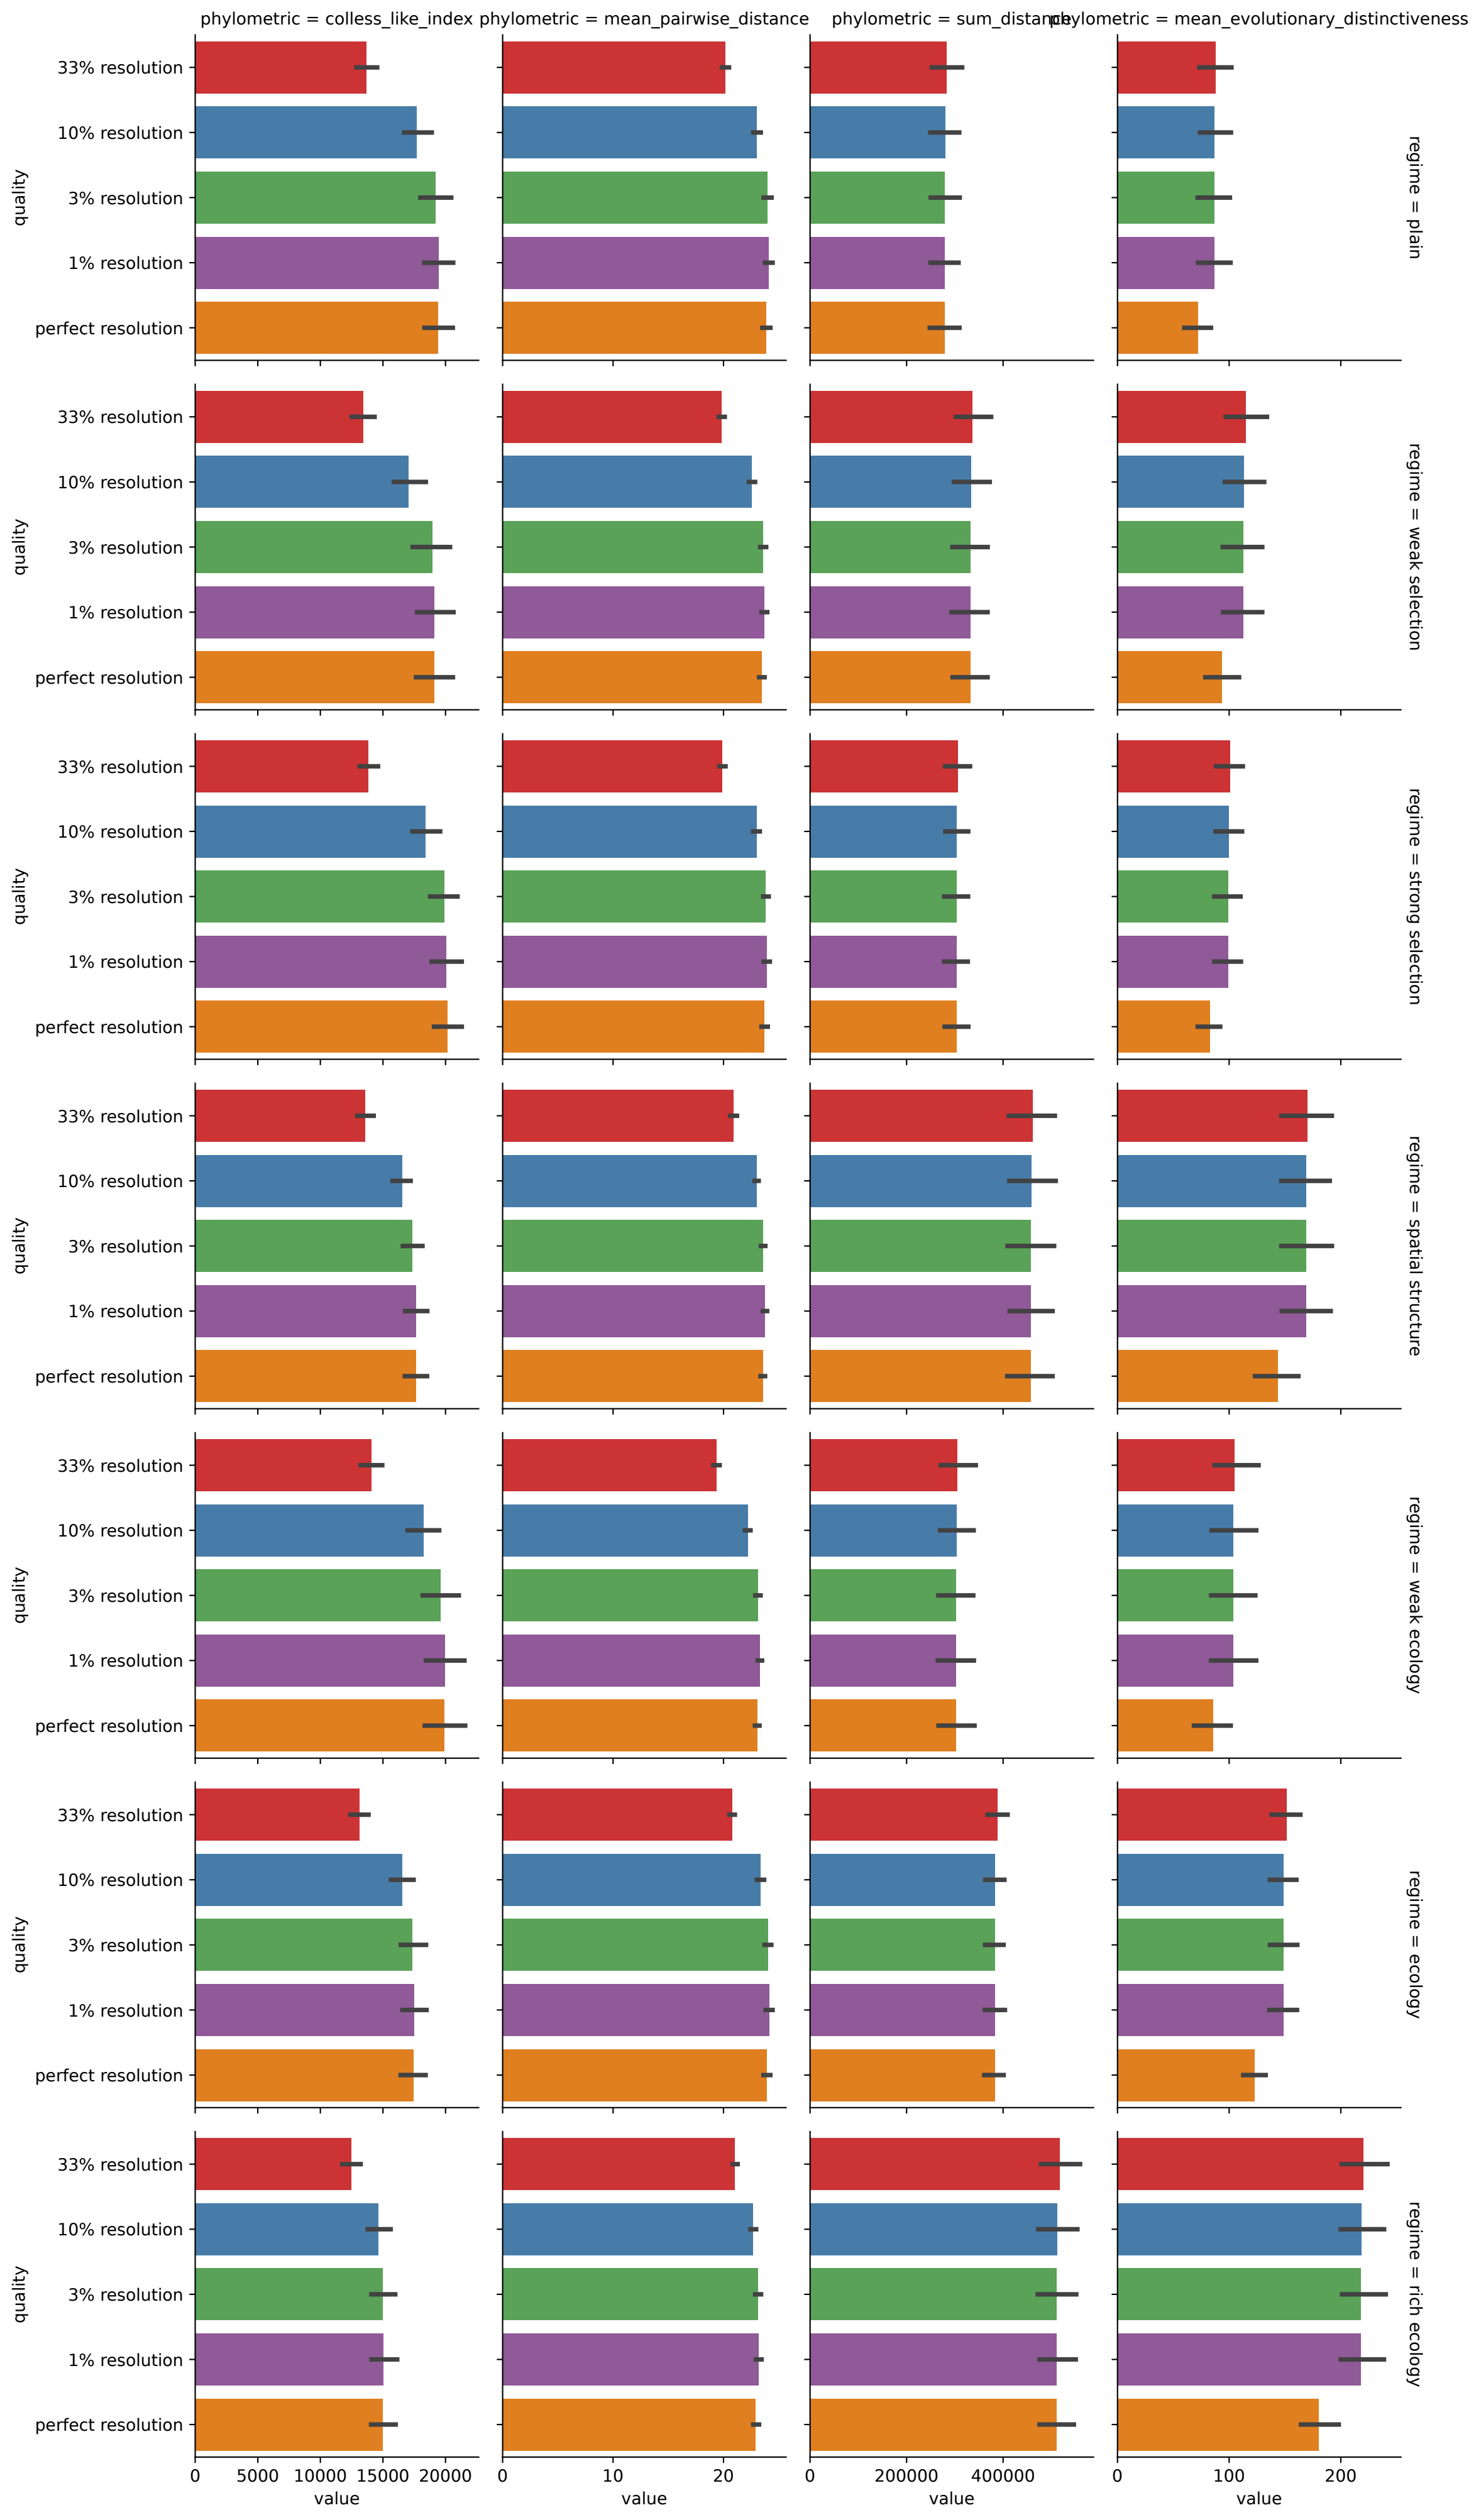 phylometric = colless_like_index
phylometric = mean_pairwise_distance
phylometric = sum_distance
phylometric = mean_evolutionary_distinctiveness
quality
33% resolution
10% resolution
3% resolution
1% resolution
perfect resolution
regime = plain
quality
33% resolution
10% resolution
3% resolution
1% resolution
perfect resolution
regime = weak selection
quality
33% resolution
10% resolution
3% resolution
1% resolution
perfect resolution
regime = strong selection
quality
33% resolution
10% resolution
3% resolution
1% resolution
perfect resolution
regime = spatial structure
quality
33% resolution
10% resolution
3% resolution
1% resolution
perfect resolution
regime = weak ecology
quality
33% resolution
10% resolution
3% resolution
1% resolution
perfect resolution
regime = ecology
quality
33% resolution
10% resolution
3% resolution
1% resolution
perfect resolution
regime = rich ecology
0 5000 10000 15000 20000
0 10 20
0 200000 400000
0 100 200
value
value
value
value